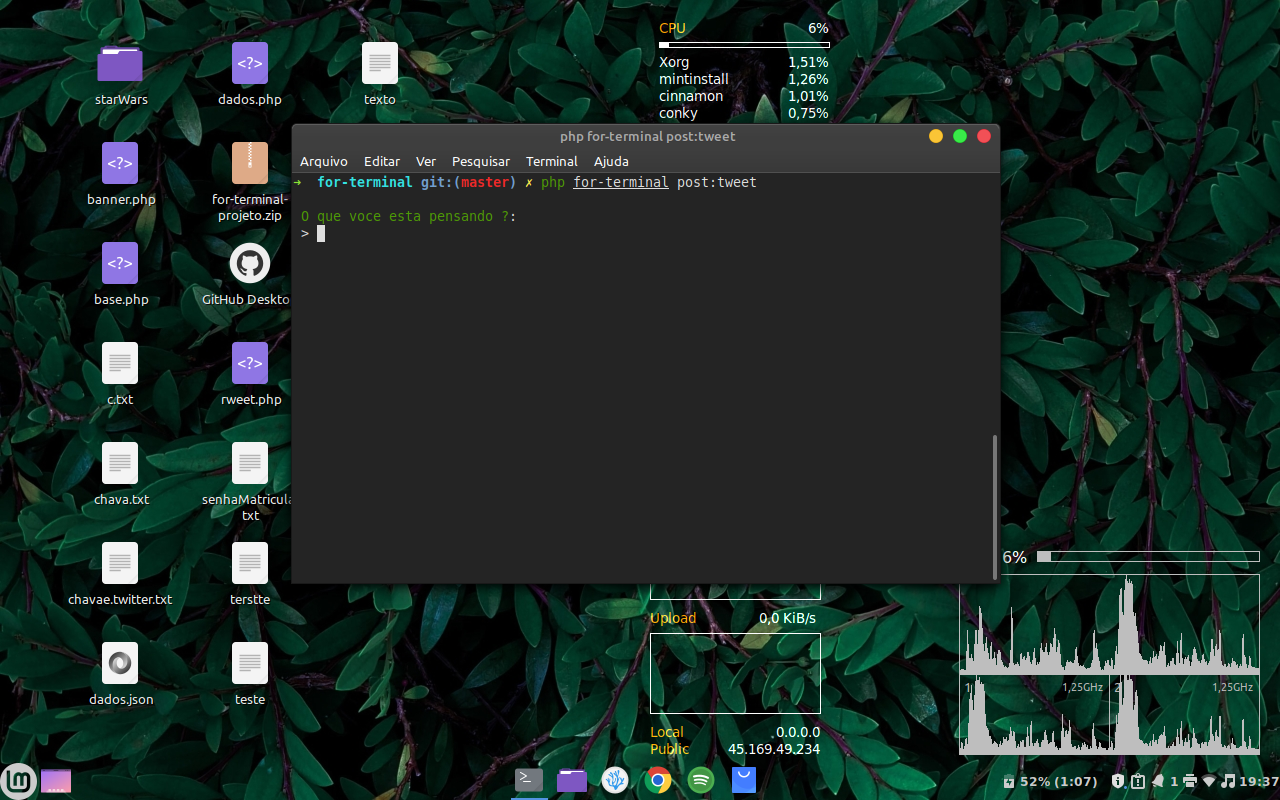 CPU 6%
Xorg 1,51%
mintinstall 1,26%
cinnamon 1,01%
conky 0,75%
starWars
dados.php
texto
banner.php
for-terminal-
projeto.zip
base.php
GitHub Deskto
c.txt
rweet.php
chava.txt
senhaMatricula
txt
chavae.twitter.txt
terstte
dados.json
teste
php for-terminal post:tweet
Arquivo Editar Ver Pesquisar Terminal Ajuda
➜ for-terminal git:(master) ✗ php for-terminal post:tweet
O que voce esta pensando ?:
>
6%
Upload 0,0 KiB/s
1 1,25GHz 2 1,25GHz
Local 0.0.0.0
Public 45.169.49.234
lm
52% (1:07) 1 19:37